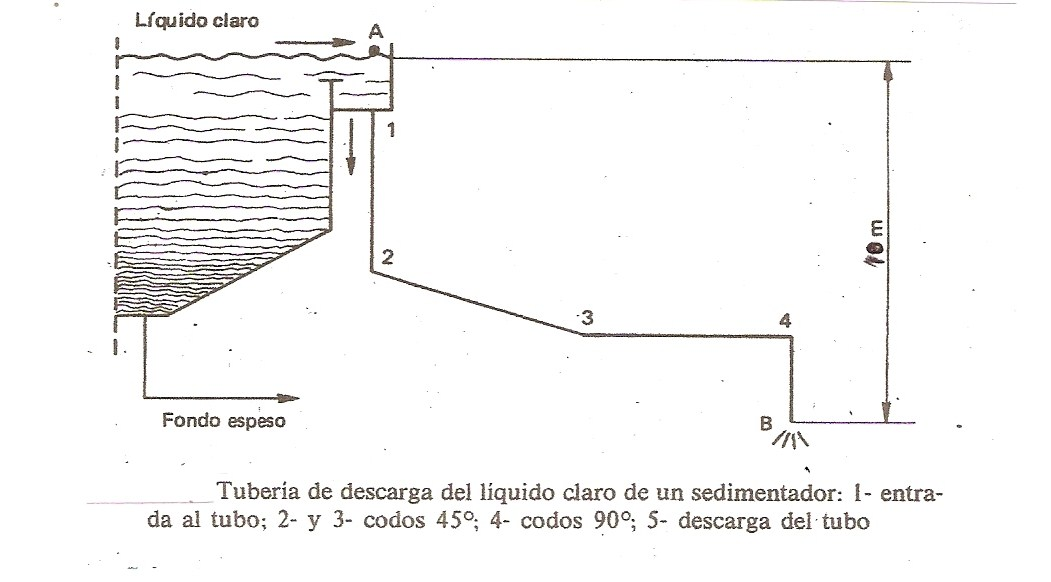 Líquido claro
A
1
2
3
4
10 m
B
Fondo espeso
Tubería de descarga del líquido claro de un sedimentador: 1- entra-
da al tubo; 2- y 3- codos 45°; 4- codos 90°; 5- descarga del tubo